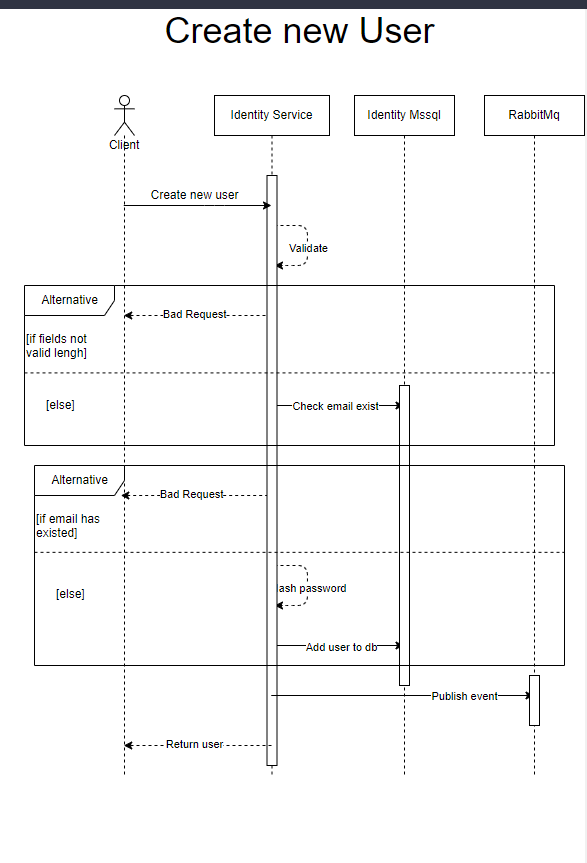 Create new User
Identity Service
Identity Mssql
RabbitMq
Client
Create new user
Validate
Alternative
Bad Request
[if fields not
valid lengh]
[else]
Check email exist
Alternative
Bad Request
[if email has
existed]
[else]
ash password
Add user to db
Publish event
Return user